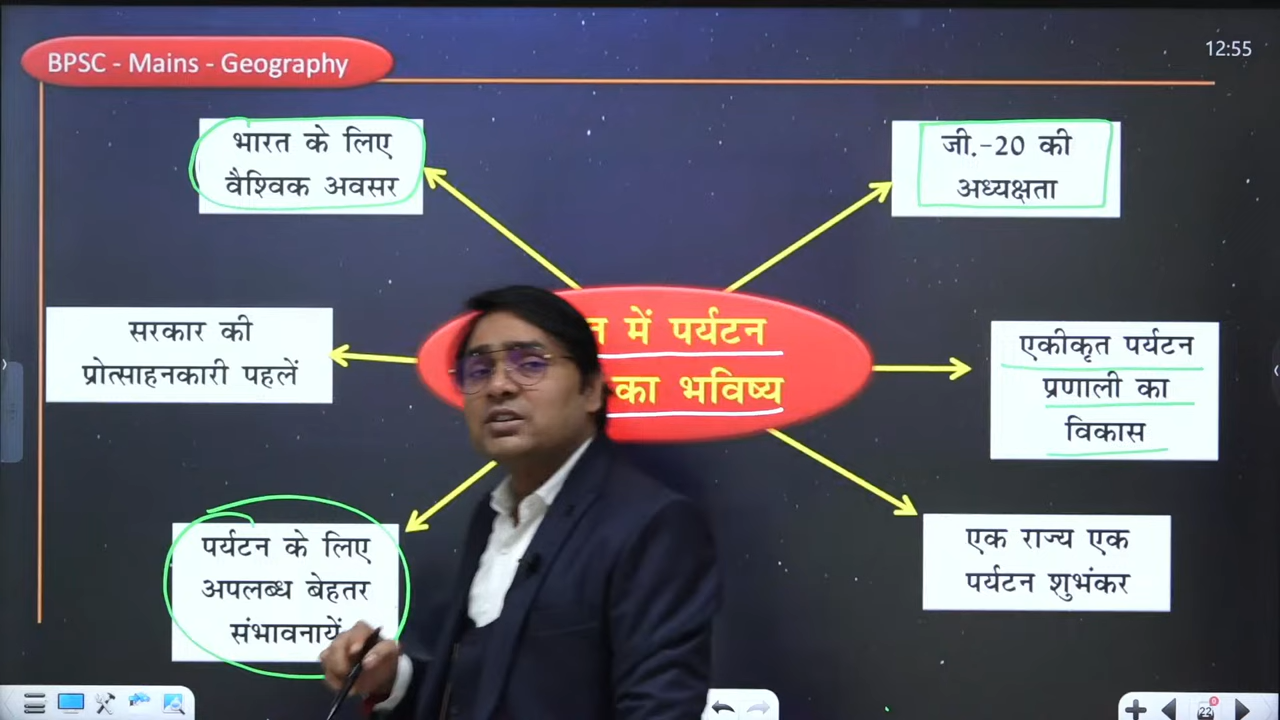 BPSC - Mains - Geography
12:55
भारत के लिए
वैश्विक अवसर
जी.-20 की
अध्यक्षता
में पर्यटन
का भविष्य
सरकार की
प्रोत्साहनकारी पहलें
एकीकृत पर्यटन
प्रणाली का
विकास
पर्यटन के लिए
अपलब्ध बेहतर
संभावनायें
एक राज्य एक
पर्यटन शुभंकर
22